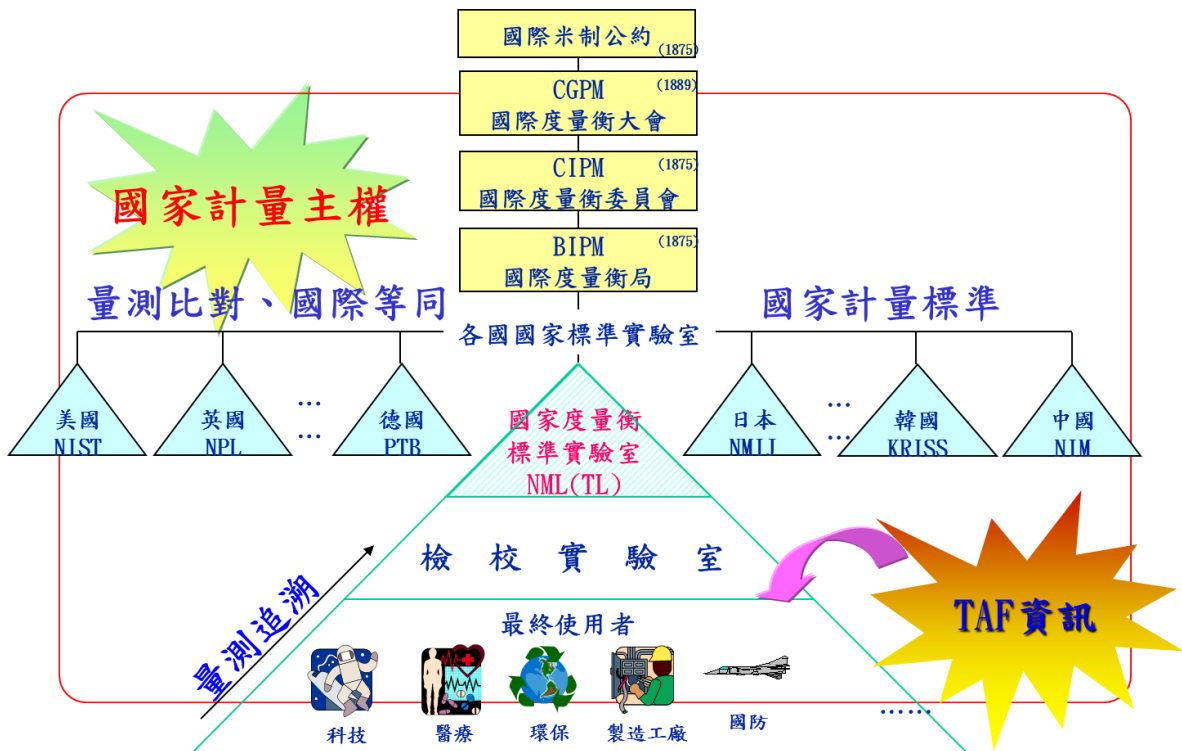 國際米制公約
(1875)
CGPM
(1889)
國際度量衡大會
CIPM
(1875)
國際度量衡委員會
BIPM
(1875)
國際度量衡局
國家計量主權
量測比對、國際等同
國家計量標準
各國國家標準實驗室
美國
NIST
英國
NPL
...
...
德國
PTB
國家度量衡
標準實驗室
NML(TL)
日本
NMIJ
...
...
韓國
KRISS
中國
NIM
檢校實驗室
TAF資訊
量測追溯
最終使用者
科技
醫療
環保
製造工廠
國防
......